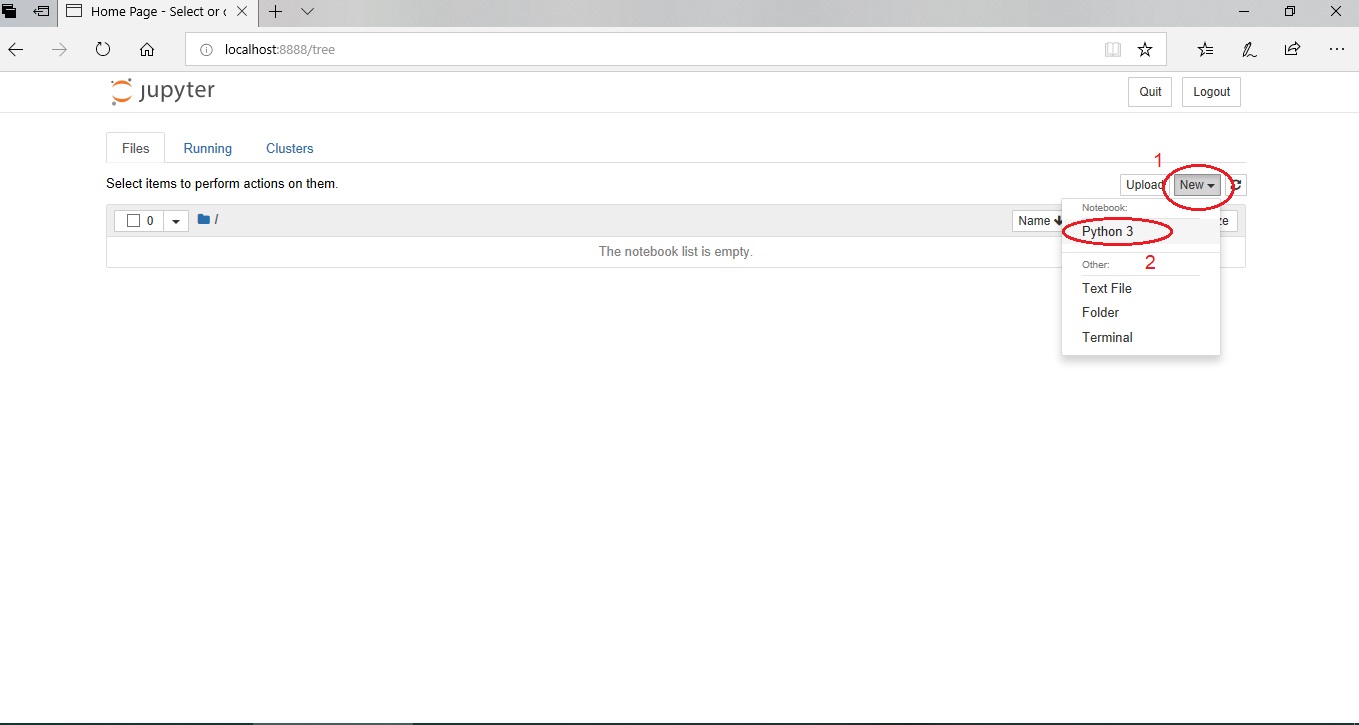 Home Page - Select or c
localhost:8888/tree
jupyter
Quit
Logout
Files
Running
Clusters
1
Select items to perform actions on them.
Upload
New
0
/
Name
ze
Notebook:
Python 3
The notebook list is empty.
Other:
2
Text File
Folder
Terminal